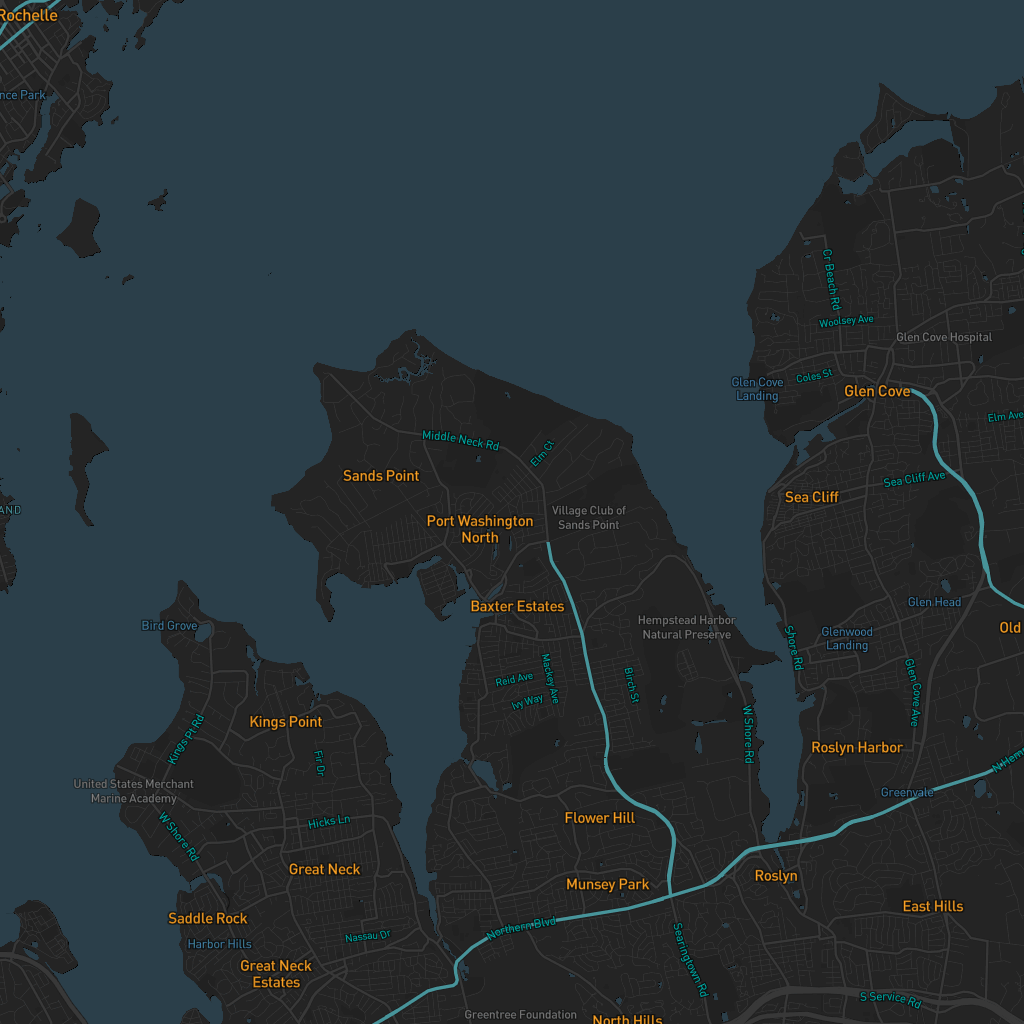 Rochelle
nce Park
Cr Beach Rd
Woolsey Ave
Glen Cove Hospital
Coles St
Glen Cove
Landing
Glen Cove
Elm Ave
Middle Neck Rd
Elm Ct
Sands Point
Sea Cliff Ave
Sea Cliff
AND
Village Club of
Sands Point
Port Washington
North
Baxter Estates
Glen Head
Bird Grove
Hempstead Harbor
Natural Preserve
Old
Glenwood
Landing
Shore Rd
Mackey Ave
Birch St
Glen Cove Ave
Reid Ave
Ivy Way
Kings Point
Kings Pt Rd
W Shore Rd
Roslyn Harbor
Fir Dr
N Hemp
United States Merchant
Marine Academy
Greenvale
W Shore Rd
Hicks Ln
Flower Hill
Great Neck
Munsey Park
Roslyn
East Hills
Saddle Rock
Northern Blvd
Nassau Dr
Harbor Hills
Searingtown Rd
Great Neck
Estates
S Service Rd
Greentree Foundation
North Hills